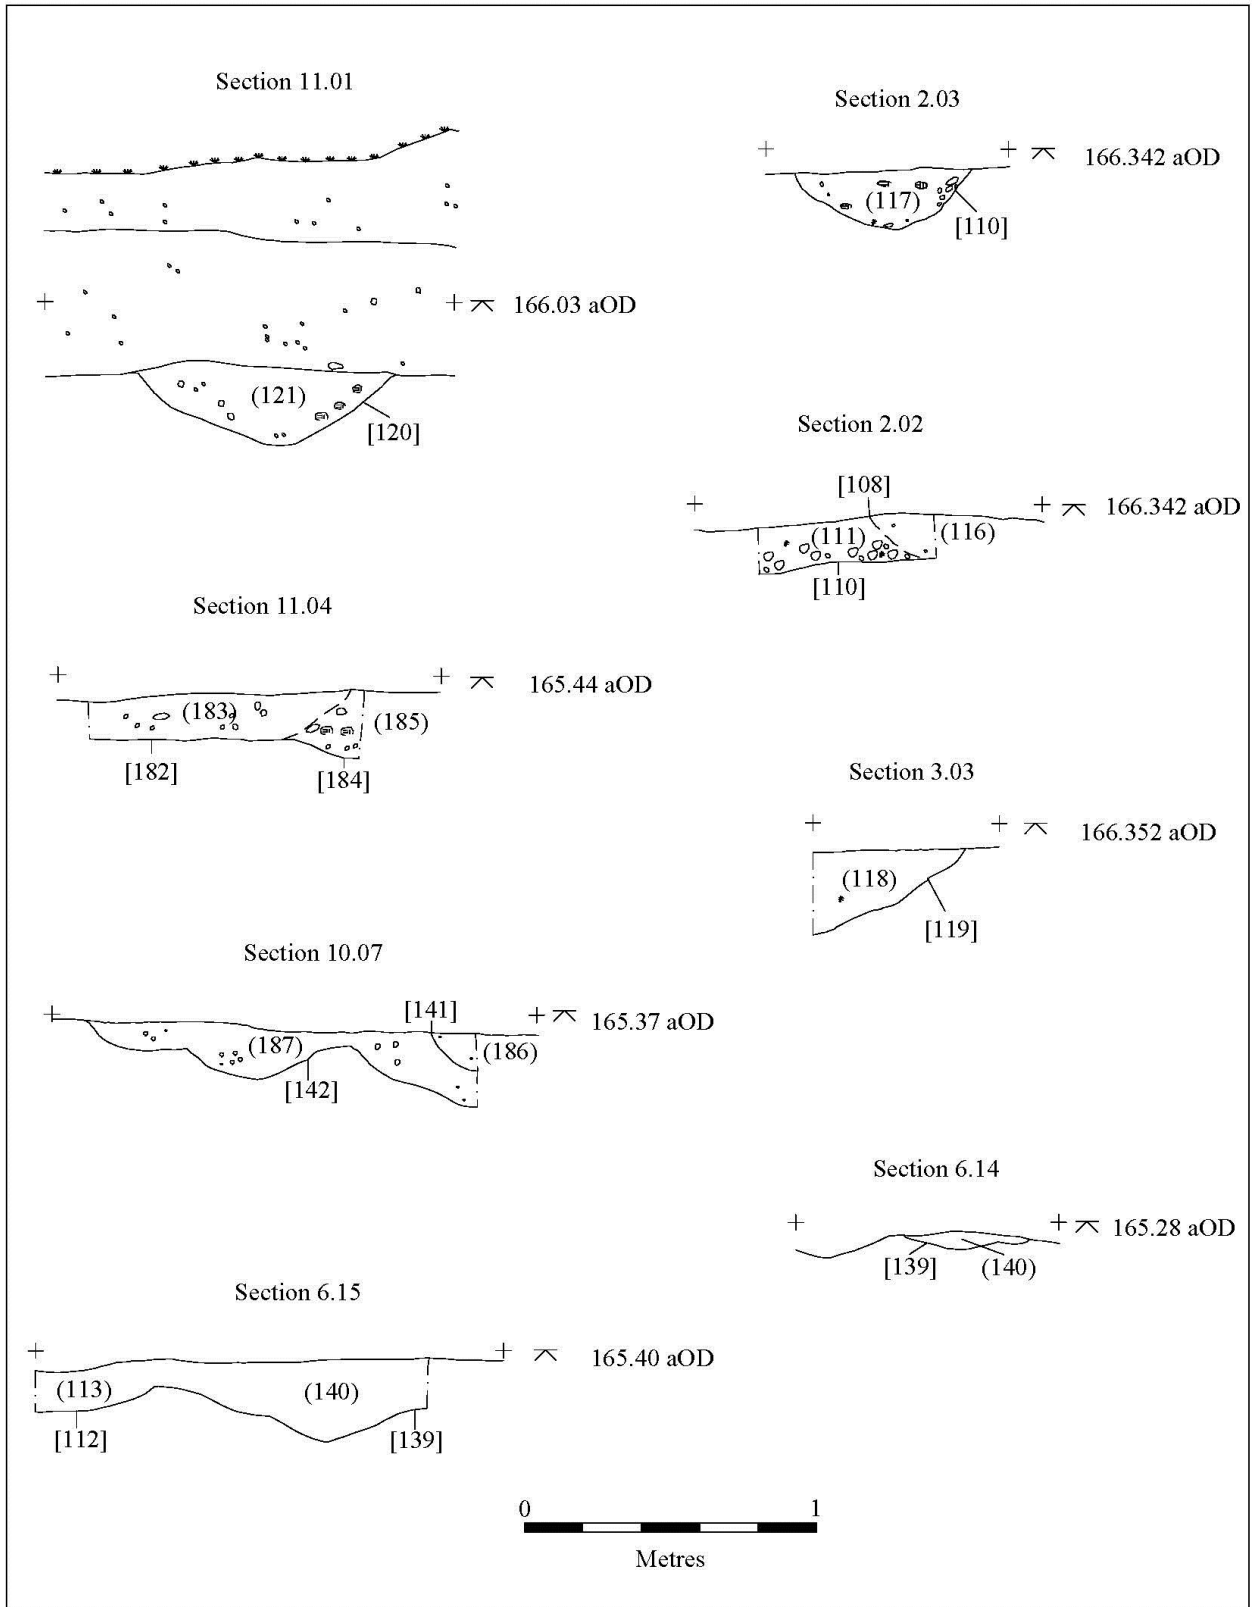 Section 11.01
166.03 aOD
(121)
[120]
Section 2.03
166.342 aOD
(117)
[110]
Section 2.02
[108]
166.342 aOD
(111)
(116)
[110]
Section 11.04
165.44 aOD
(183)
(185)
[182]
[184]
Section 3.03
166.352 aOD
(118)
[119]
Section 10.07
[141]
165.37 aOD
(187)
(186)
[142]
Section 6.14
165.28 aOD
[139]
(140)
Section 6.15
165.40 aOD
(113)
(140)
[112]
[139]
0
1
Metres